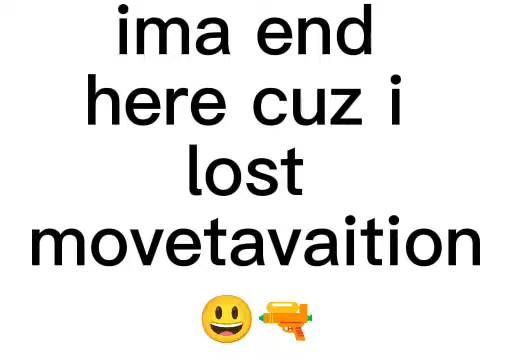 ima end
here cuz i
lost
movetavaition
😃🔫